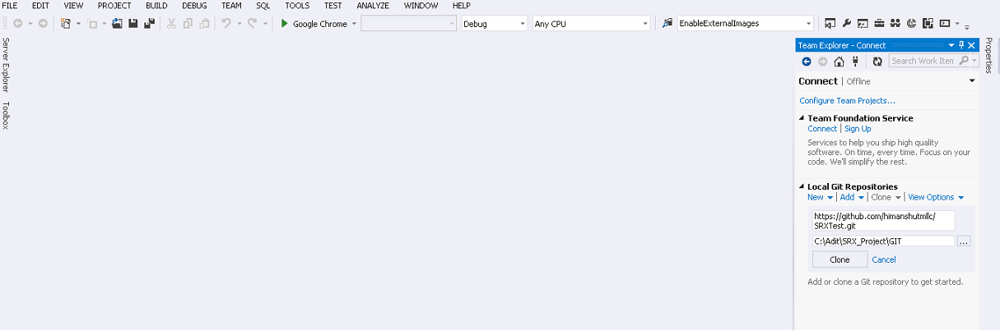 FILE EDIT VIEW PROJECT BUILD DEBUG TEAM SQL TOOLS TEST ANALYZE WINDOW HELP
Google Chrome Debug Any CPU EnableExternalImages
Server Explorer
Toolbox
Team Explorer - Connect
Search Work Item
Connect | Offline
Configure Team Projects...
Team Foundation Service
Connect | Sign Up
Services to help you ship high quality
software. On time, every time. Focus on your
code. We'll simplify the rest.
Local Git Repositories
New | Add | Clone | View Options
https://github.com/himanshutmllc/
SRXTest.git
C:\Adit\SRX_Project\GIT ...
Clone Cancel
Add or clone a Git repository to get started.
Properties